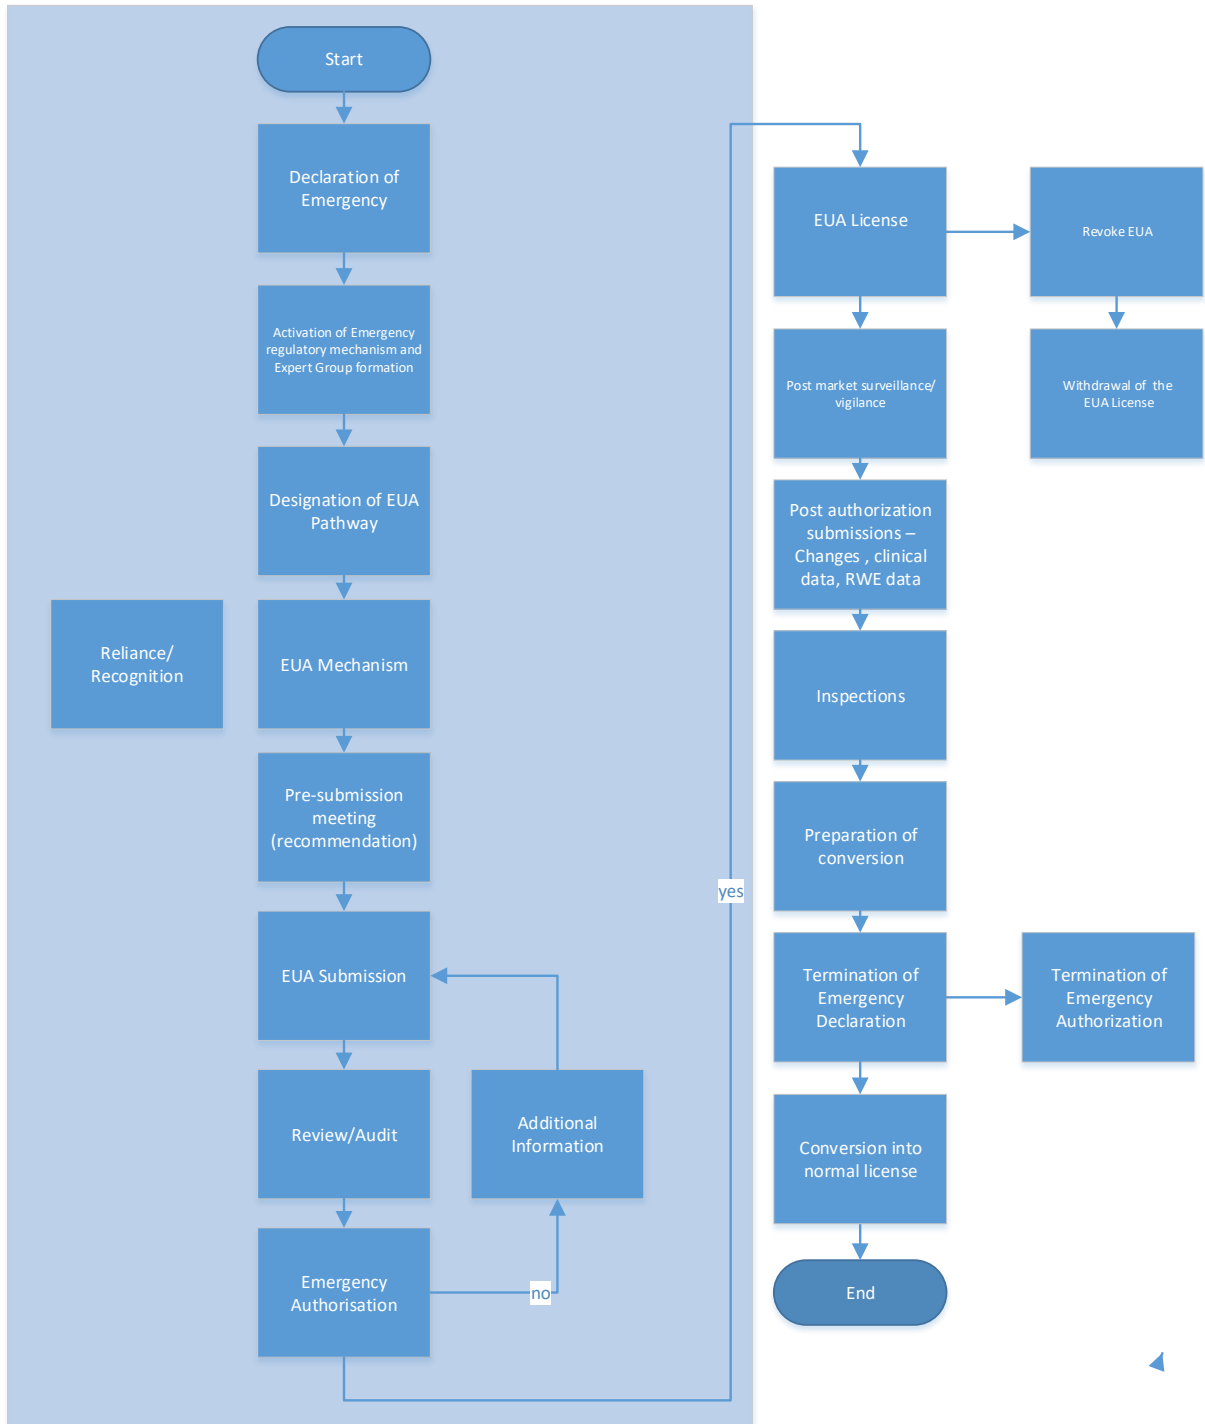 Start
Declaration of
Emergency
Activation of Emergency
regulatory mechanism and
Expert Group formation
Designation of EUA
Pathway
Reliance/
Recognition
EUA Mechanism
Pre-submission
meeting
(recommendation)
EUA Submission
Review/Audit
Additional
Information
Emergency
Authorisation
no
yes
EUA License
Revoke EUA
Post market surveillance/
vigilance
Withdrawal of the
EUA License
Post authorization
submissions –
Changes , clinical
data, RWE data
Inspections
Preparation of
conversion
Termination of
Emergency
Declaration
Termination of
Emergency
Authorization
Conversion into
normal license
End